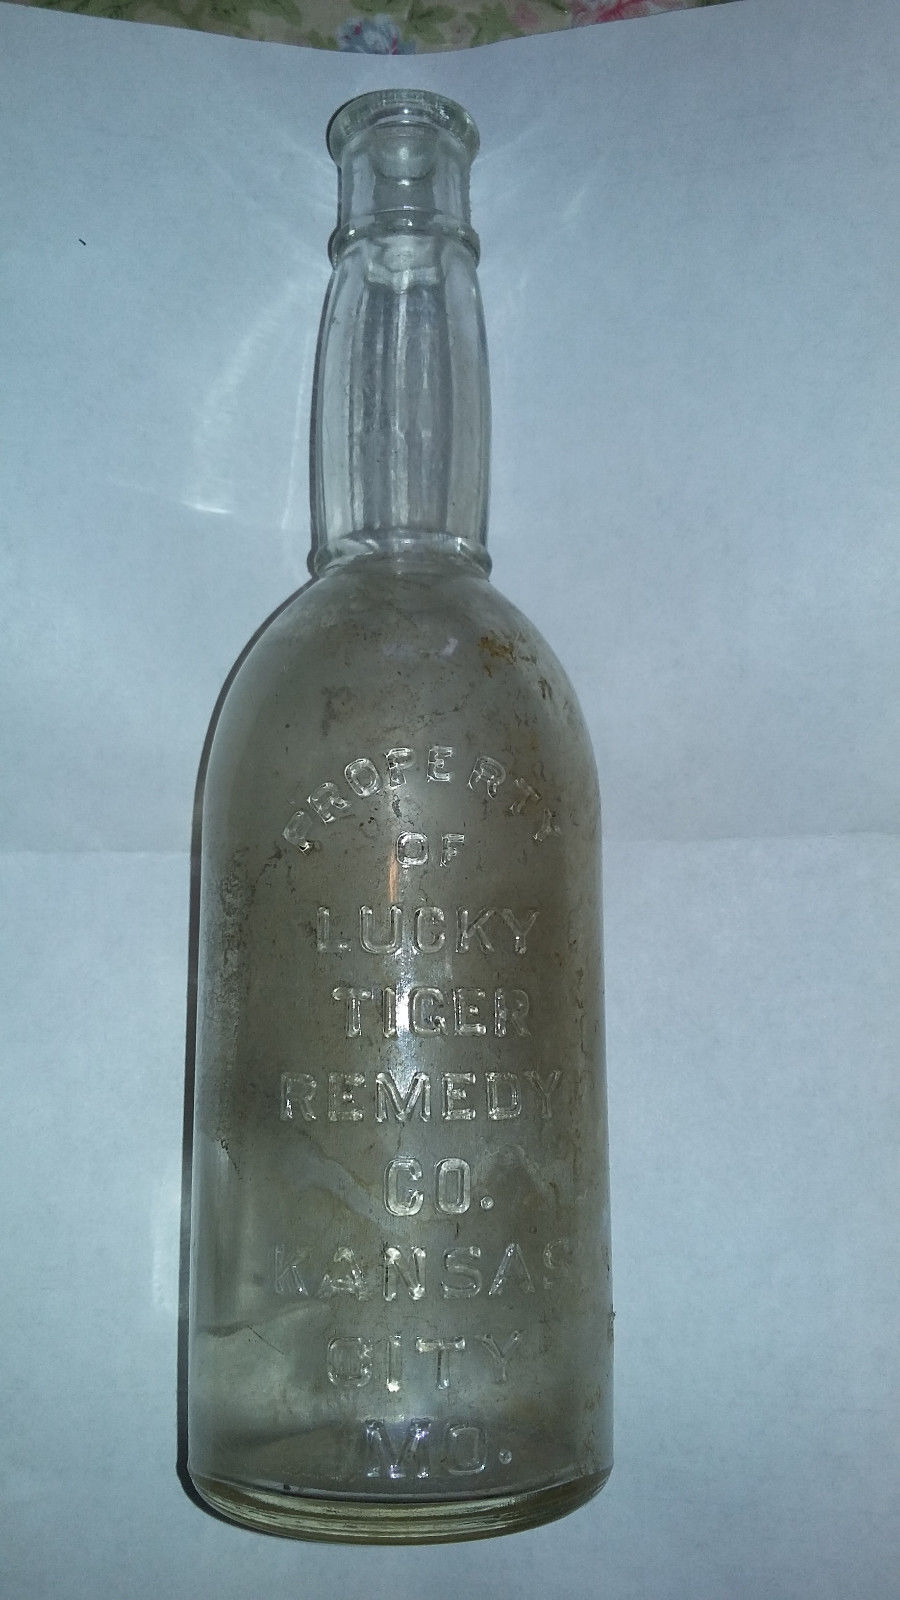 PROPERTY
OF
LUCKY
TIGER
REMEDY
CO.
KANSAS
CITY
MO.